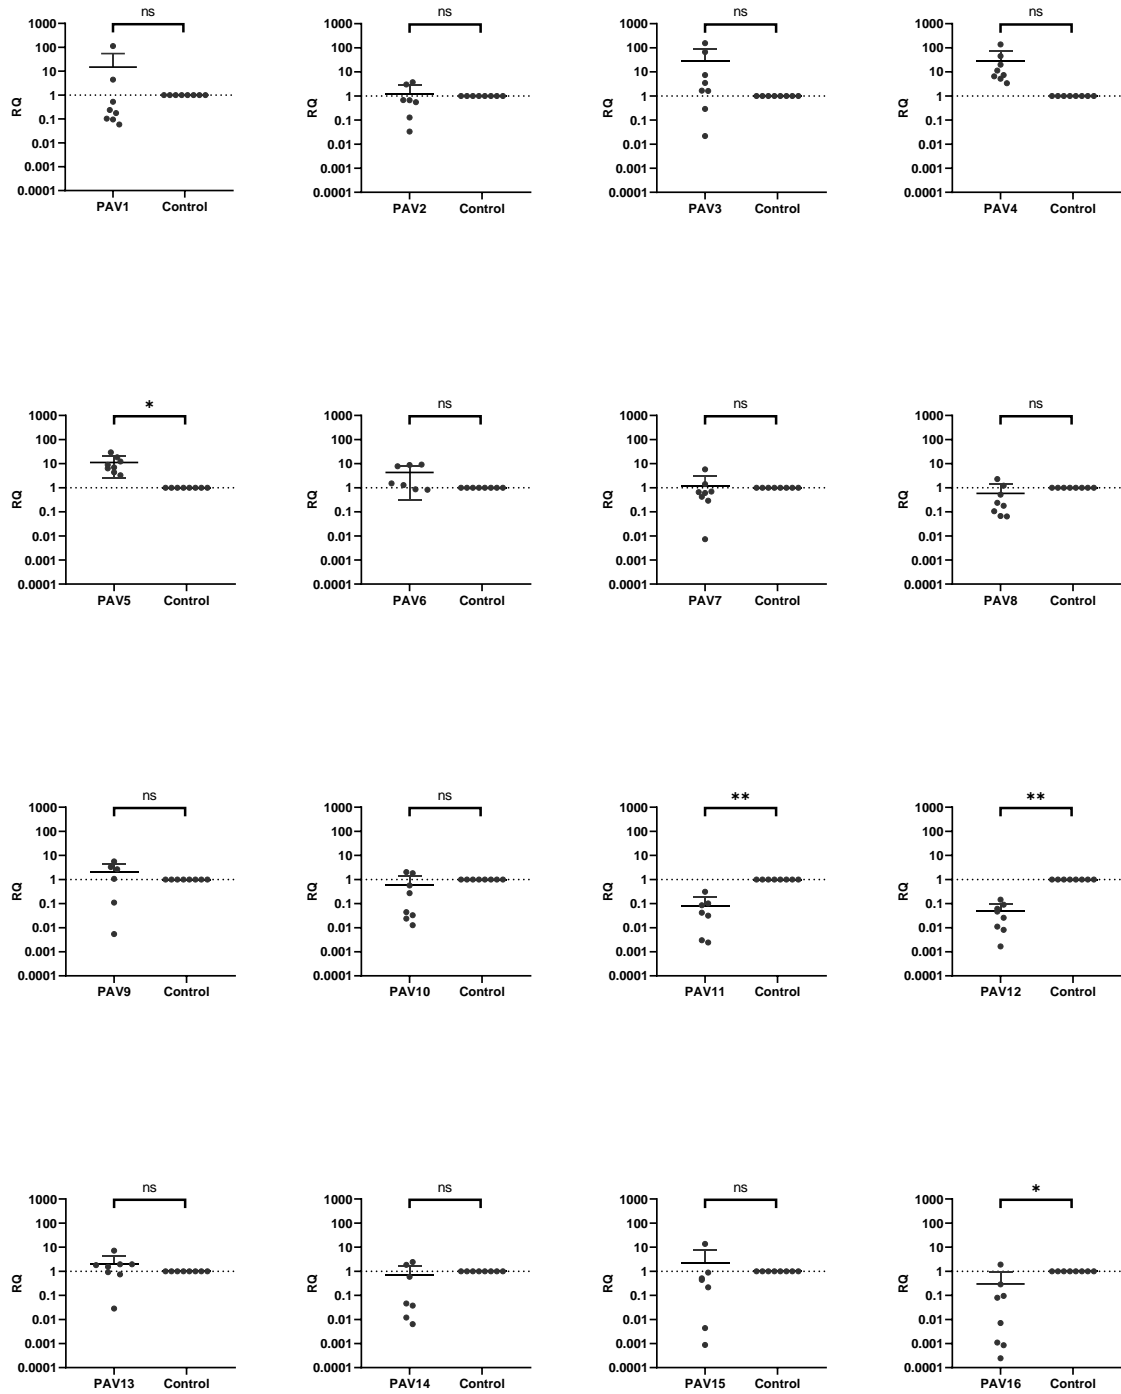 ns ns ns ns
1000 1000 1000 1000
100 100 100 100
10 10 10 10
RQ 1 RQ 1 RQ 1 RQ 1
0.1 0.1 0.1 0.1
0.01 0.01 0.01 0.01
0.001 0.001 0.001 0.001
0.0001 0.0001 0.0001 0.0001
PAV1 Control PAV2 Control PAV3 Control PAV4 Control
* ns ns ns
1000 1000 1000 1000
100 100 100 100
10 10 10 10
RQ 1 RQ 1 RQ 1 RQ 1
0.1 0.1 0.1 0.1
0.01 0.01 0.01 0.01
0.001 0.001 0.001 0.001
0.0001 0.0001 0.0001 0.0001
PAV5 Control PAV6 Control PAV7 Control PAV8 Control
ns ns ** **
1000 1000 1000 1000
100 100 100 100
10 10 10 10
RQ 1 RQ 1 RQ 1 RQ 1
0.1 0.1 0.1 0.1
0.01 0.01 0.01 0.01
0.001 0.001 0.001 0.001
0.0001 0.0001 0.0001 0.0001
PAV9 Control PAV10 Control PAV11 Control PAV12 Control
ns ns ns *
1000 1000 1000 1000
100 100 100 100
10 10 10 10
RQ 1 RQ 1 RQ 1 RQ 1
0.1 0.1 0.1 0.1
0.01 0.01 0.01 0.01
0.001 0.001 0.001 0.001
0.0001 0.0001 0.0001 0.0001
PAV13 Control PAV14 Control PAV15 Control PAV16 Control